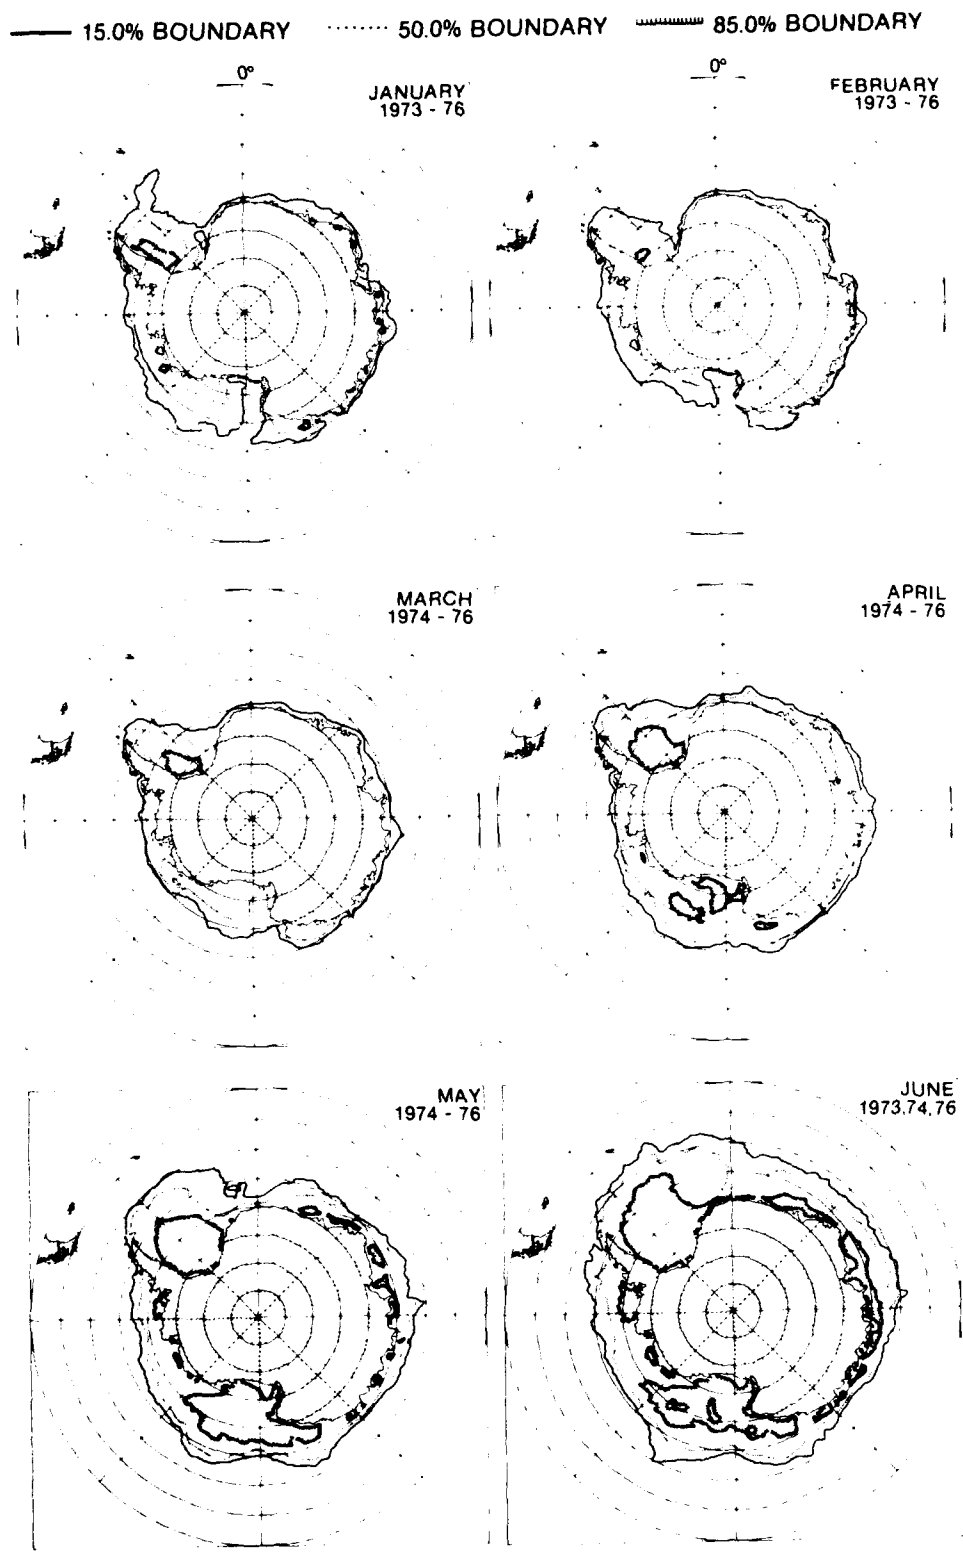 15.0% BOUNDARY 50.0% BOUNDARY 85.0% BOUNDARY
0°
JANUARY
1973 - 76
0°
FEBRUARY
1973 - 76
MARCH
1974 - 76
APRIL
1974 - 76
MAY
1974 - 76
JUNE
1973,74,76